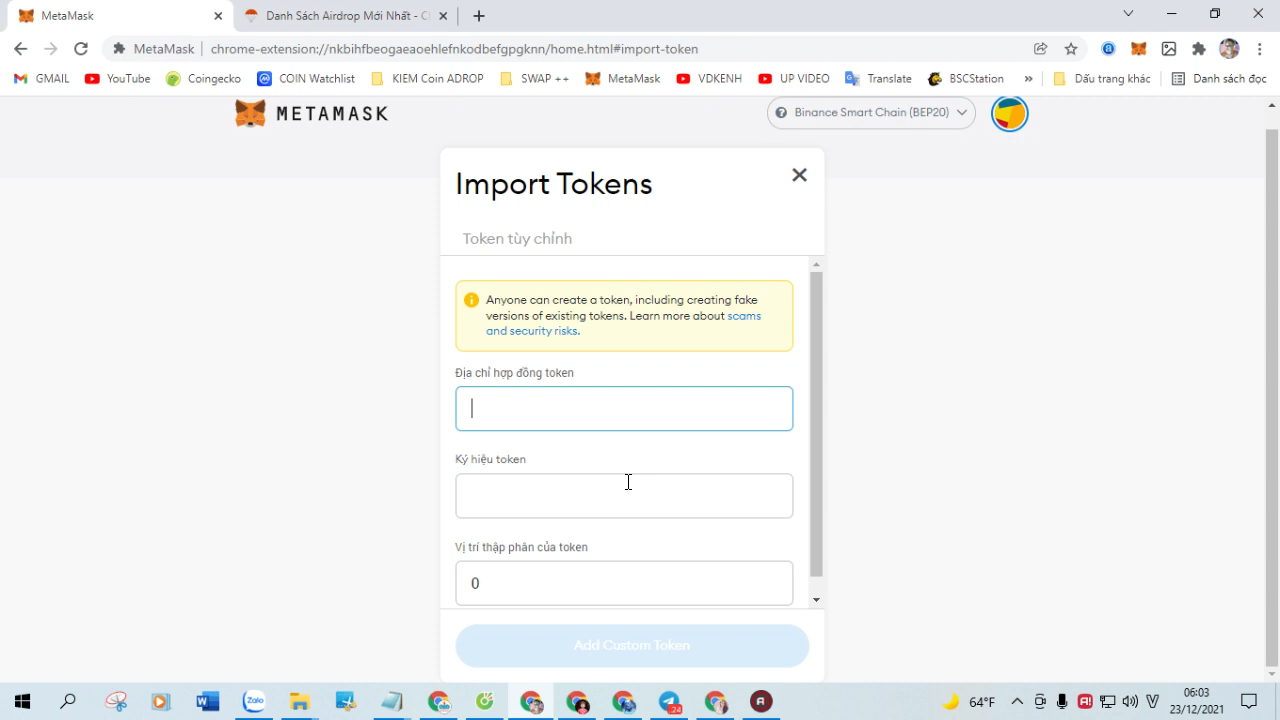 MetaMask
Danh Sách Airdrop Mới Nhất - C
MetaMask
chrome-extension://nkbihfbeogaeaoehlefnkodbefgpgknn/home.html#import-token
GMAIL
YouTube
Coingecko
COIN Watchlist
KIEM Coin ADROP
SWAP ++
MetaMask
VDKENH
UP VIDEO
Translate
BSCStation
»
Dấu trang khác
Danh sách đọc
METAMASK
Binance Smart Chain (BEP20)
Import Tokens
Token tùy chỉnh
Anyone can create a token, including creating fake
versions of existing tokens. Learn more about scams
and security risks.
Địa chỉ hợp đồng token
Ký hiệu token
Vị trí thập phân của token
0
Add Custom Token
Zalo
24
64°F
06:03
23/12/2021